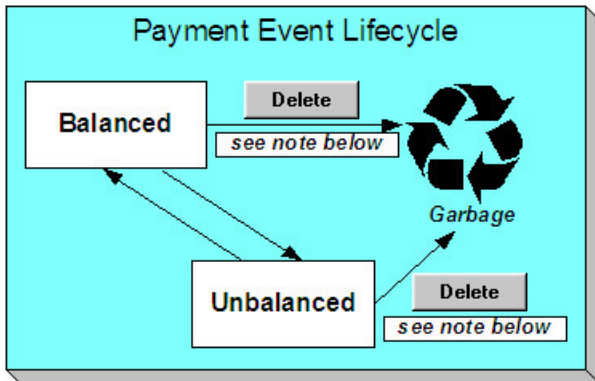 Payment Event Lifecycle
Delete
Balanced
see note below
Garbage
Unbalanced
Delete
see note below